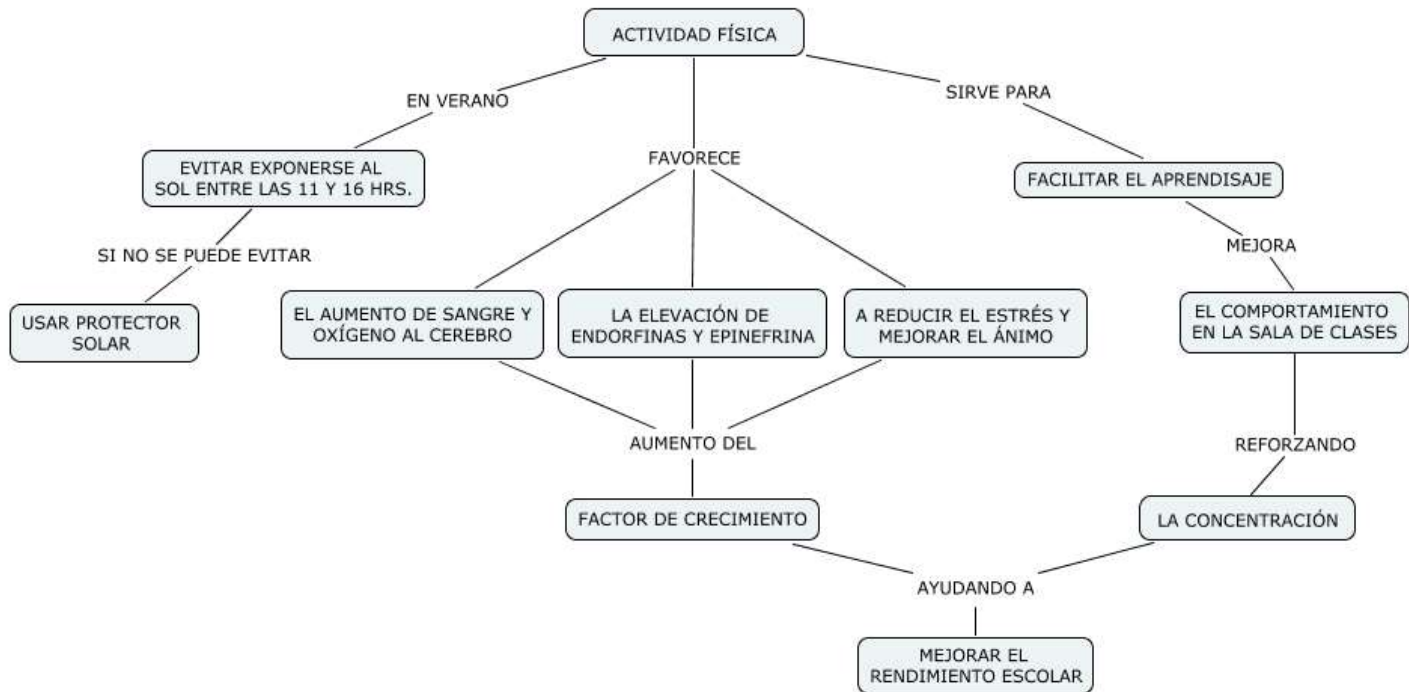 ACTIVIDAD FÍSICA
EN VERANO
SIRVE PARA
FAVORECE
EVITAR EXPONERSE AL
SOL ENTRE LAS 11 Y 16 HRS.
FACILITAR EL APRENDISAJE
SI NO SE PUEDE EVITAR
MEJORA
USAR PROTECTOR
SOLAR
EL AUMENTO DE SANGRE Y
OXÍGENO AL CEREBRO
LA ELEVACIÓN DE
ENDORFINAS Y EPINEFRINA
A REDUCIR EL ESTRÉS Y
MEJORAR EL ÁNIMO
EL COMPORTAMIENTO
EN LA SALA DE CLASES
AUMENTO DEL
REFORZANDO
FACTOR DE CRECIMIENTO
LA CONCENTRACIÓN
AYUDANDO A
MEJORAR EL
RENDIMIENTO ESCOLAR